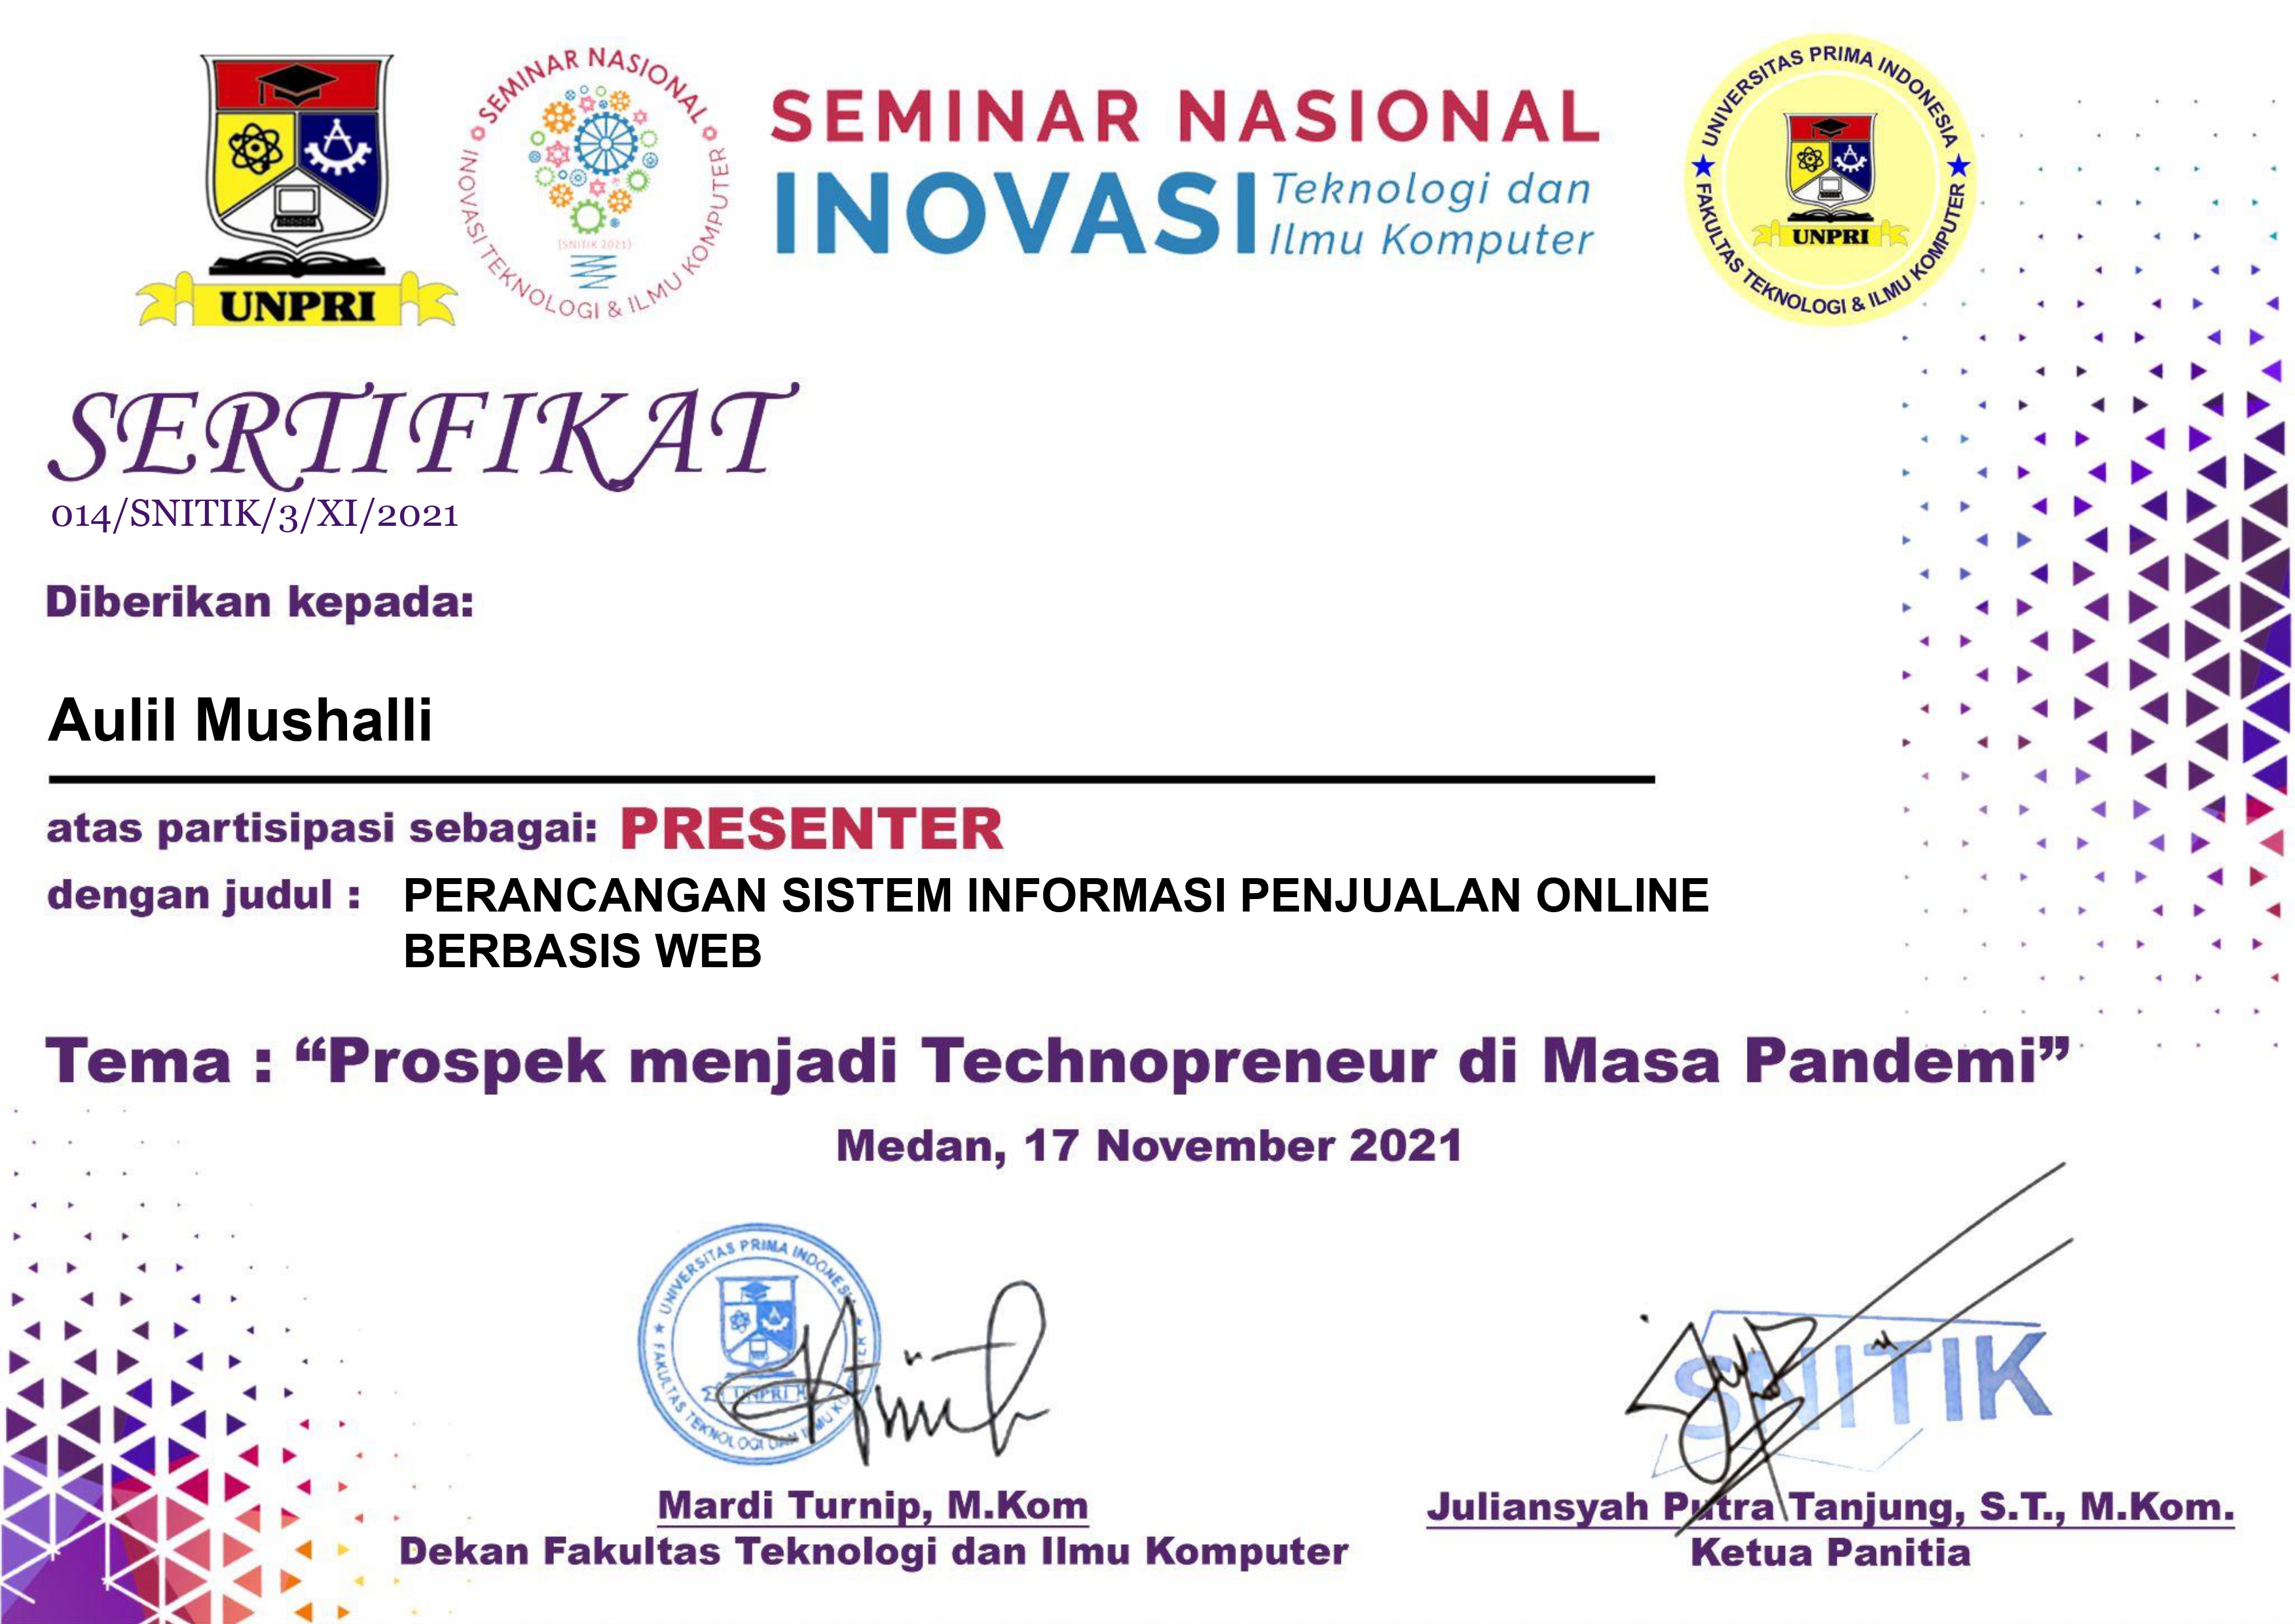 UNPRI
SEMINAR NASIONAL
INOVASI TEKNOLOGI & ILMU KOMPUTER
[SNITIK 2021]
SEMINAR NASIONAL
INOVASI Teknologi dan
Ilmu Komputer
UNIVERSITAS PRIMA INDONESIA
FAKULTAS TEKNOLOGI & ILMU KOMPUTER
UNPRI
SERTIFIKAT
014/SNITIK/3/XI/2021
Diberikan kepada:
Aulil Mushalli
atas partisipasi sebagai: PRESENTER
dengan judul : PERANCANGAN SISTEM INFORMASI PENJUALAN ONLINE
BERBASIS WEB
Tema : “Prospek menjadi Technopreneur di Masa Pandemi”
Medan, 17 November 2021
UNIVERSITAS PRIMA INDONESIA
FAKULTAS TEKNOLOGI DAN ILMU
UNPRI
SNITIK
Mardi Turnip, M.Kom
Dekan Fakultas Teknologi dan Ilmu Komputer
Juliansyah Putra Tanjung, S.T., M.Kom.
Ketua Panitia